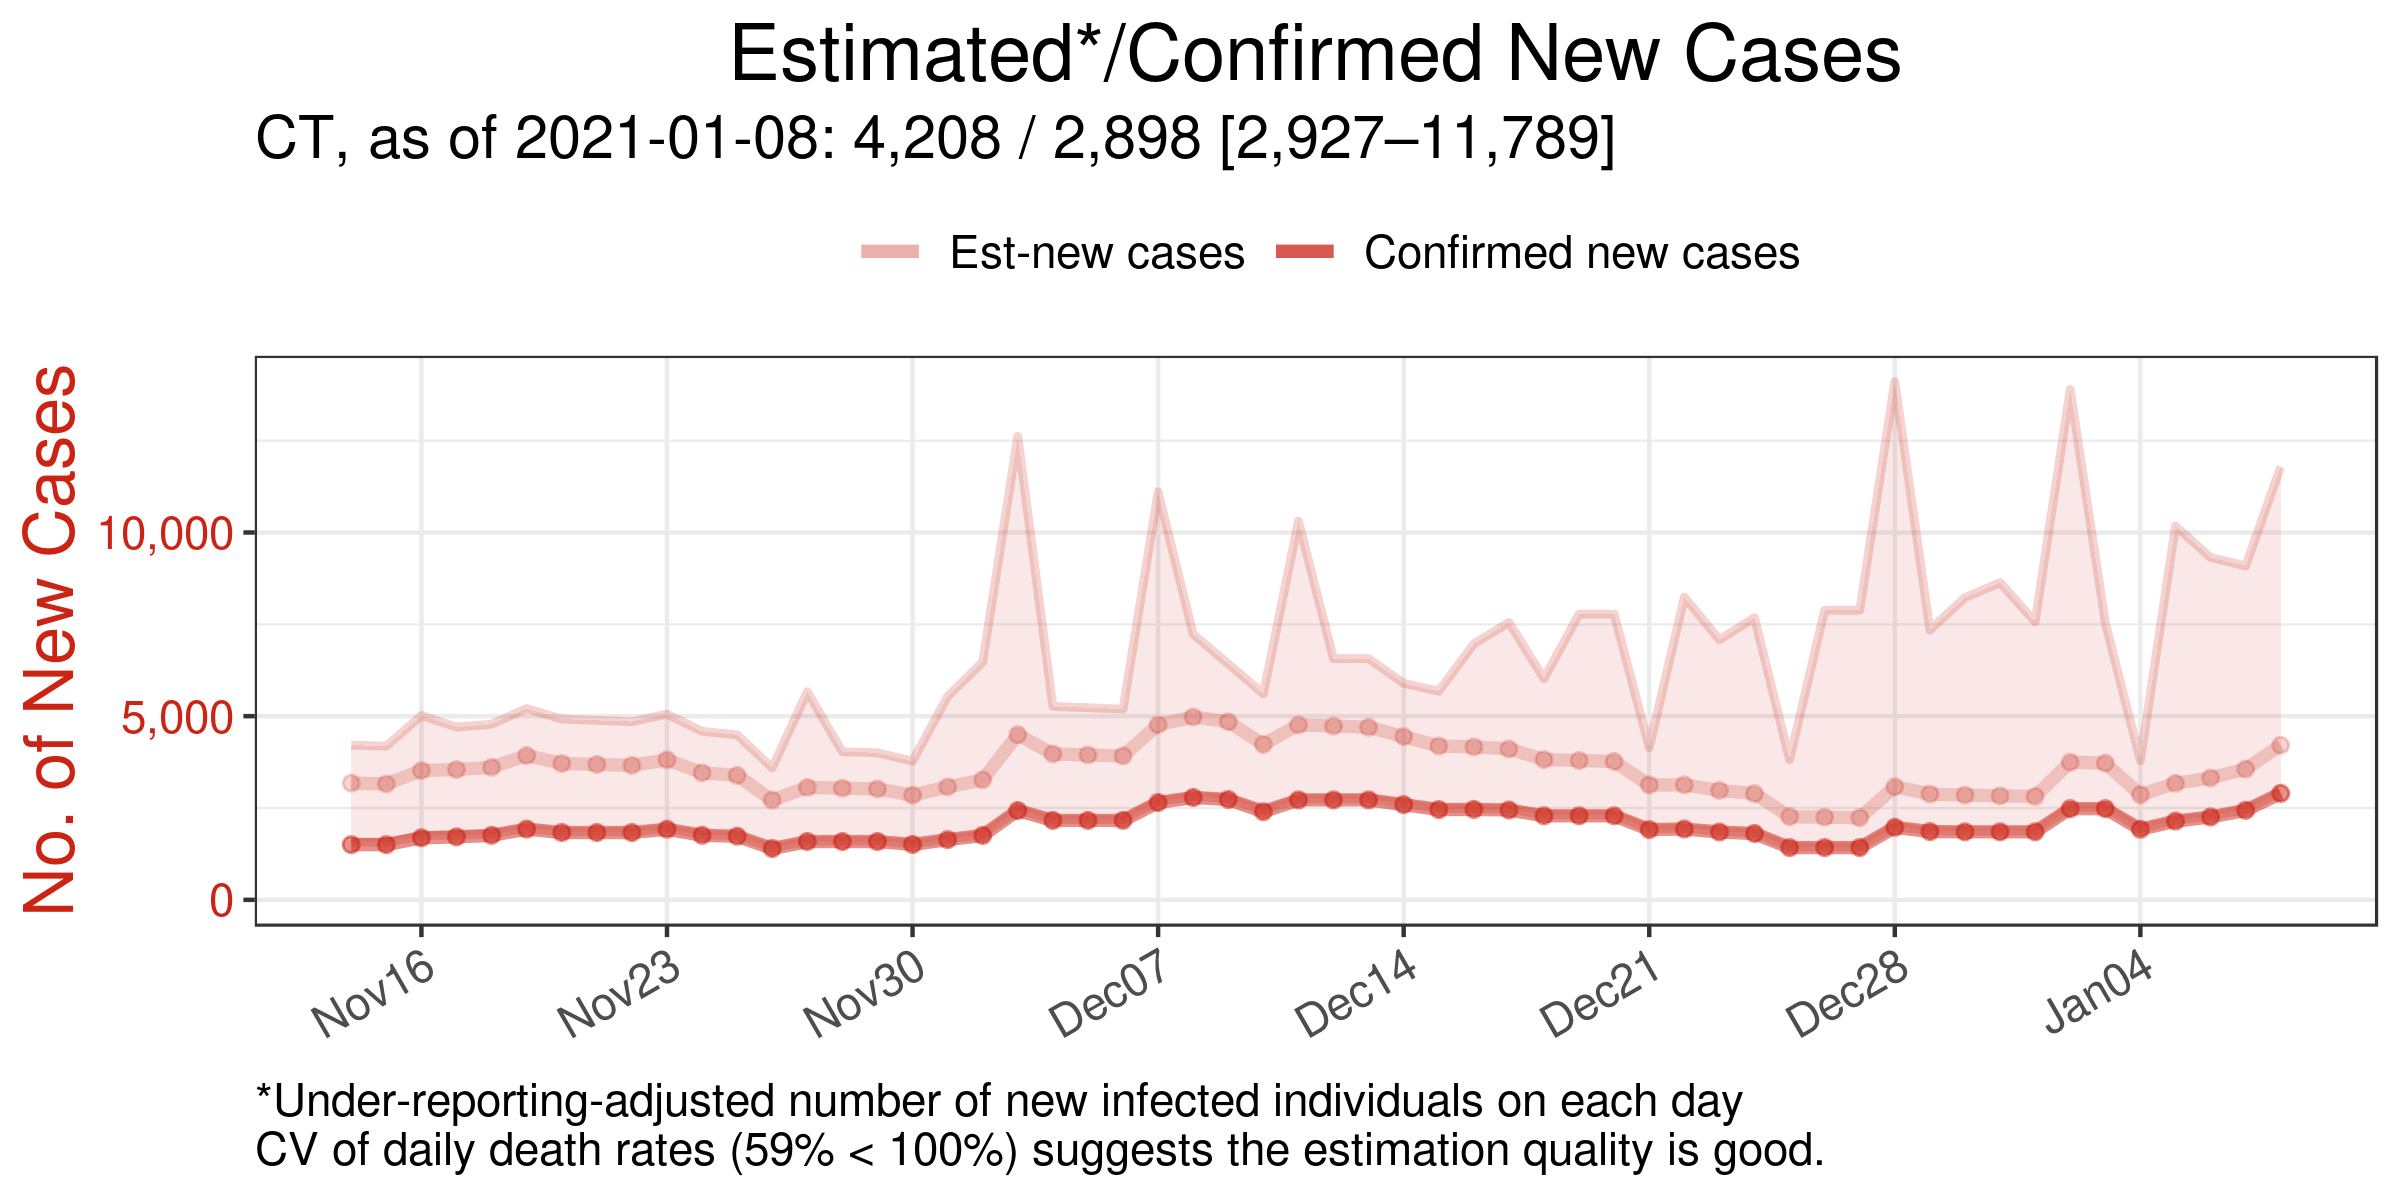 Estimated*/Confirmed New Cases
CT, as of 2021-01-08: 4,208 / 2,898 [2,927–11,789]
Est-new cases
Confirmed new cases
No. of New Cases
10,000
5,000
0
Nov16
Nov23
Nov30
Dec07
Dec14
Dec21
Dec28
Jan04
*Under-reporting-adjusted number of new infected individuals on each day
CV of daily death rates (59% < 100%) suggests the estimation quality is good.